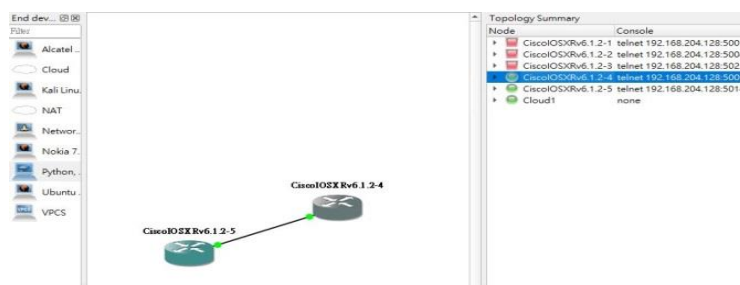 End dev...
Filter
Alcatel ..
Cloud
Kali Linu.
NAT
Networ..
Nokia 7.
Python,
Ubuntu .
VPCS
CiscoIOSXRv6.1.2-4
CiscoIOSXRv6.1.2-5
Topology Summary
Node Console
CiscoIOSXRv6.1.2-1 telnet 192.168.204.128:500
CiscoIOSXRv6.1.2-2 telnet 192.168.204.128:500
CiscoIOSXRv6.1.2-3 telnet 192.168.204.128:502
CiscoIOSXRv6.1.2-4 telnet 192.168.204.128:500
CiscoIOSXRv6.1.2-5 telnet 192.168.204.128:501
Cloud1 none